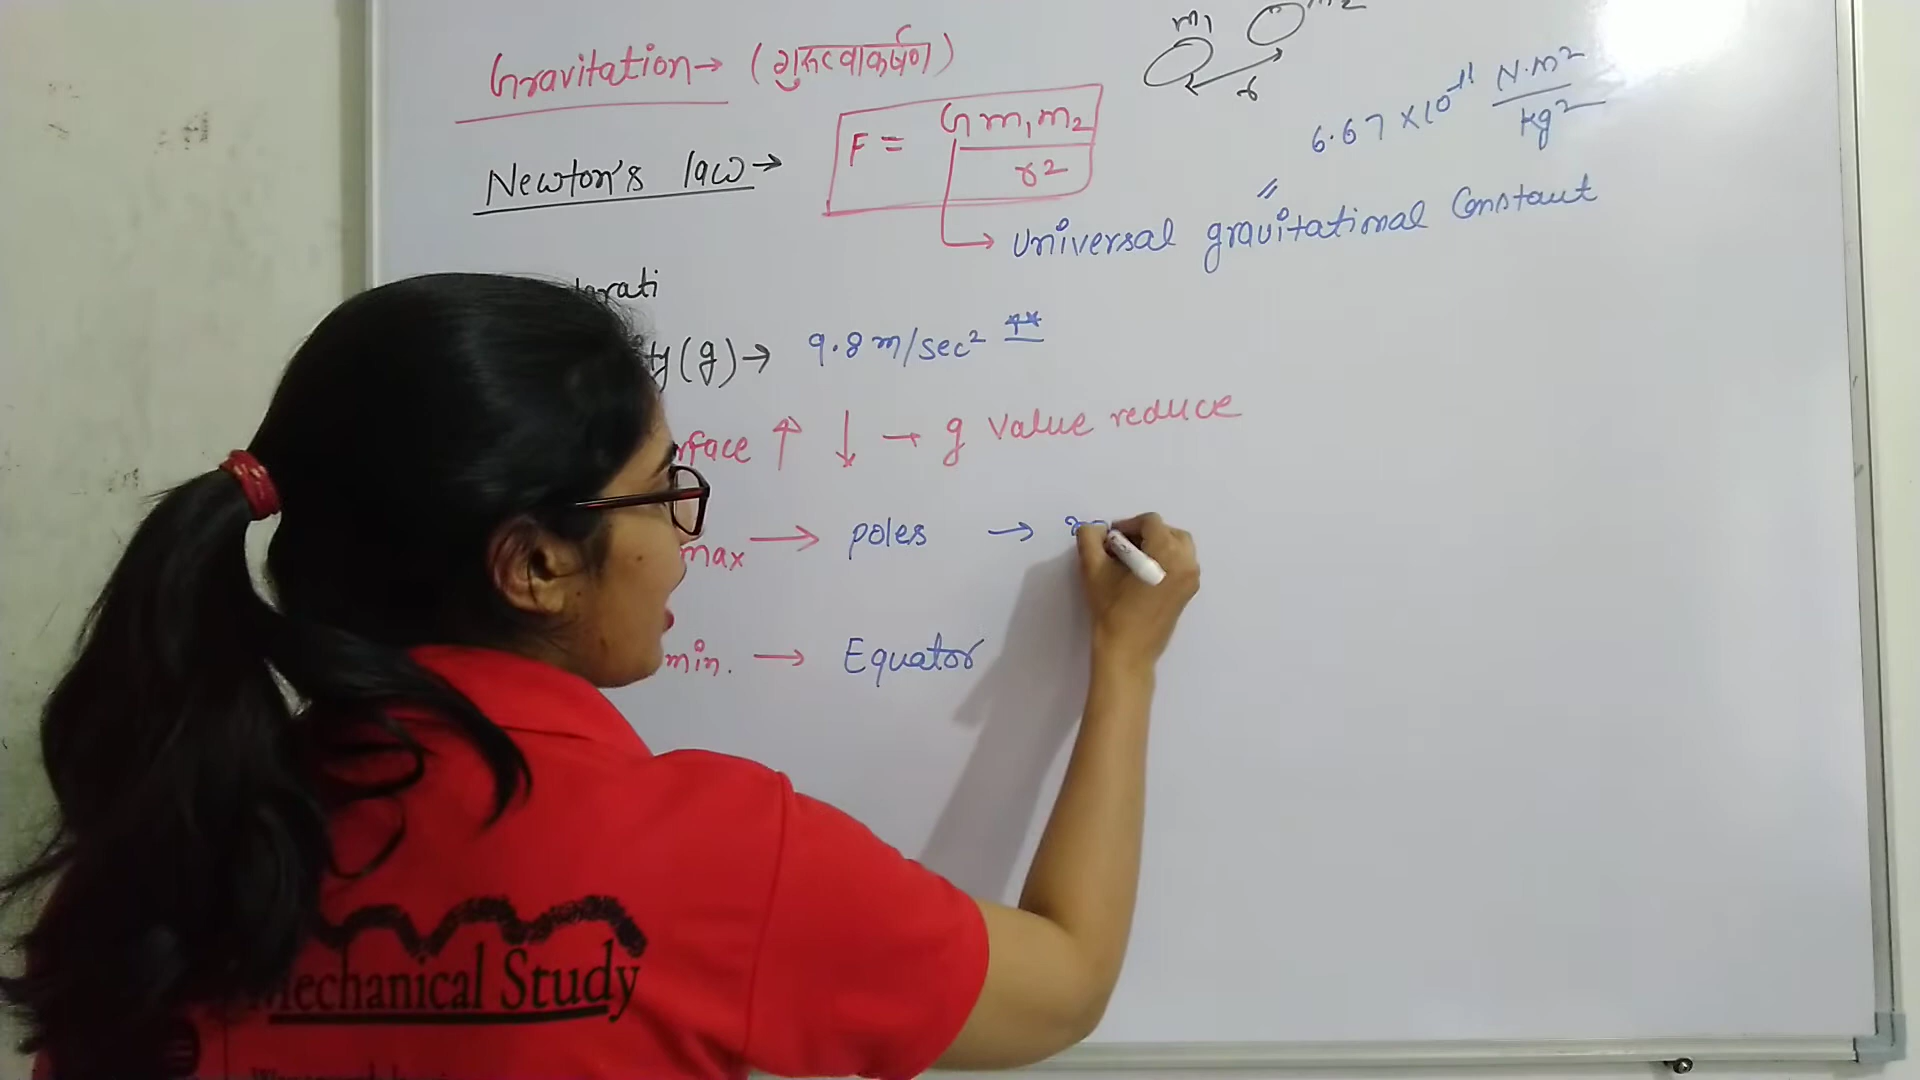 Gravitation→ (गुरुत्वाकर्षण)
m1
r
6.67 ×10^-11 N·m²/kg²
F = G m1 m2 / r²
Newton's law→
〃
Universal gravitational Constant
(g)→ 9.8 m/sec² **
↑ ↓ → g value reduce
max → poles →
min. → Equator
Mechanical Study